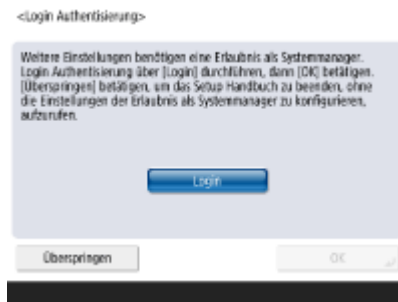 <Login Authentisierung>
Weitere Einstellungen benötigen eine Erlaubnis als Systemmanager.
Login Authentisierung über [Login] durchführen, dann [OK] betätigen.
[Überspringen] betätigen, um das Setup Handbuch zu beenden, ohne
die Einstellungen der Erlaubnis als Systemmanager zu konfigurieren,
aufzurufen.
Login
Überspringen
OK